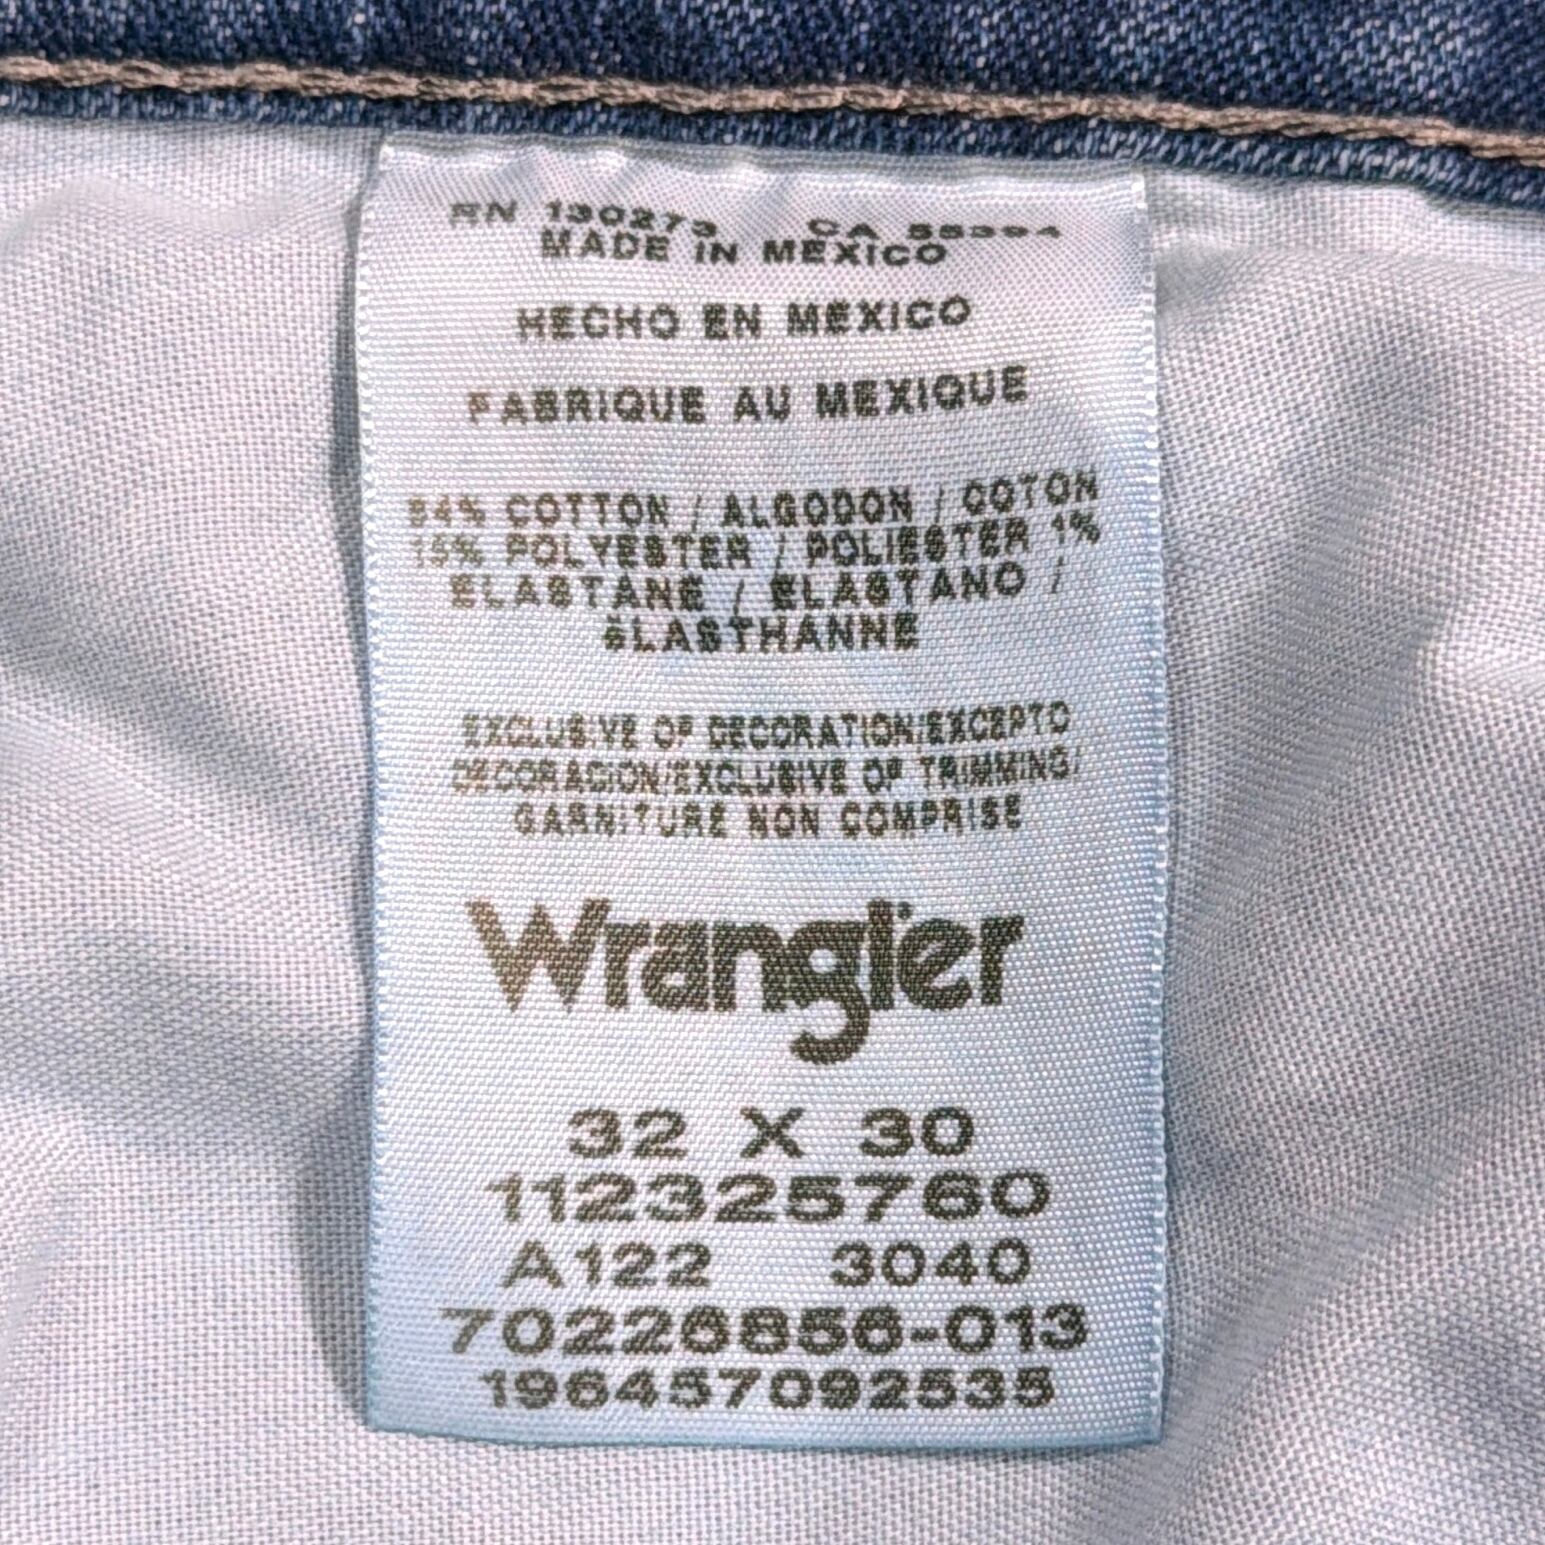 RN 130273 CA 55394
MADE IN MEXICO
HECHO EN MEXICO
FABRIQUE AU MEXIQUE
84% COTTON / ALGODON / COTON
15% POLYESTER / POLIESTER 1%
ELASTANE / ELASTANO /
ELASTHANNE
EXCLUSIVE OF DECORATION/EXCEPTO
DECORACION/EXCLUSIVE OF TRIMMING/
GARNITURE NON COMPRISE
Wrangler
32 X 30
112325760
A122 3040
70226856-013
196457092535